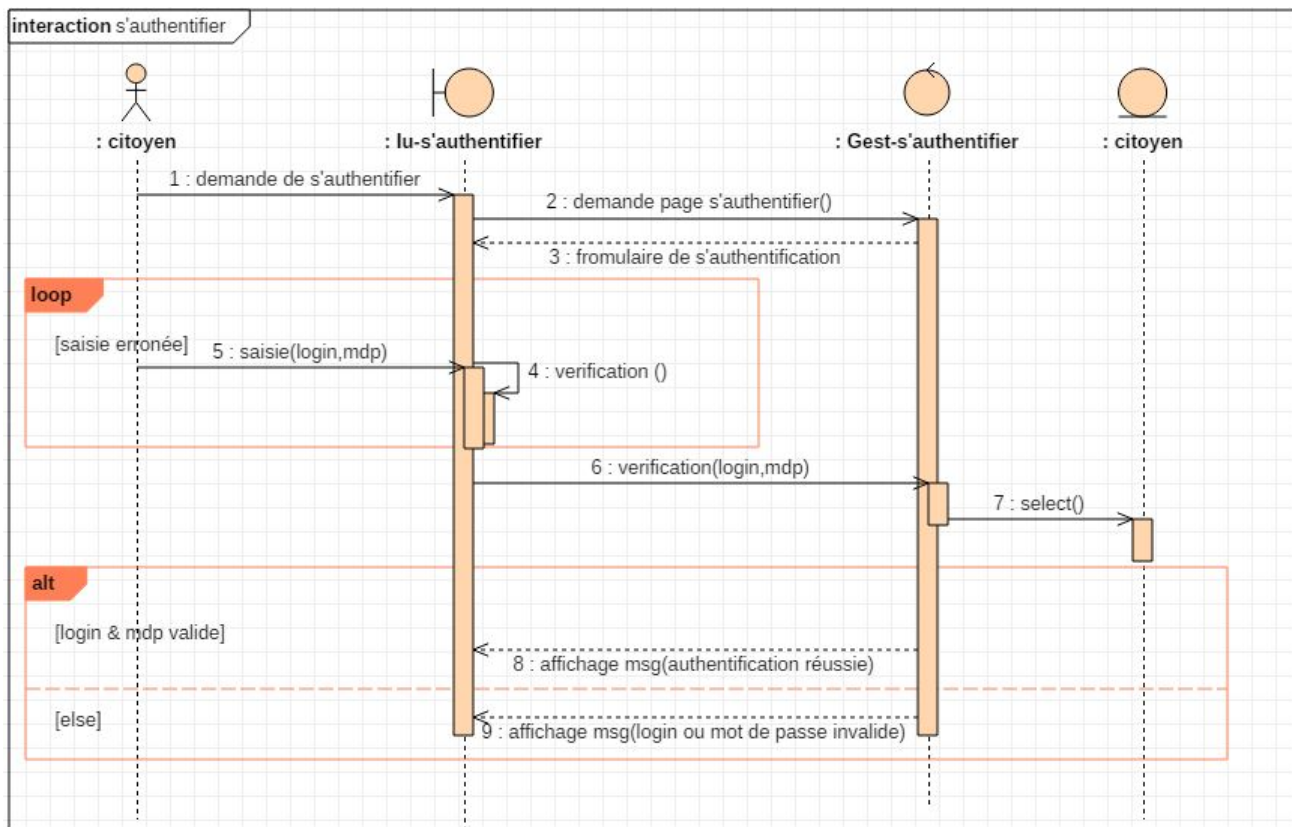 interaction s'authentifier
: citoyen
: Iu-s'authentifier
: Gest-s'authentifier
: citoyen
1 : demande de s'authentifier
2 : demande page s'authentifier()
3 : fromulaire de s'authentification
loop
[saisie erronée]
5 : saisie(login,mdp)
4 : verification ()
6 : verification(login,mdp)
7 : select()
alt
[login & mdp valide]
8 : affichage msg(authentification réussie)
[else]
9 : affichage msg(login ou mot de passe invalide)